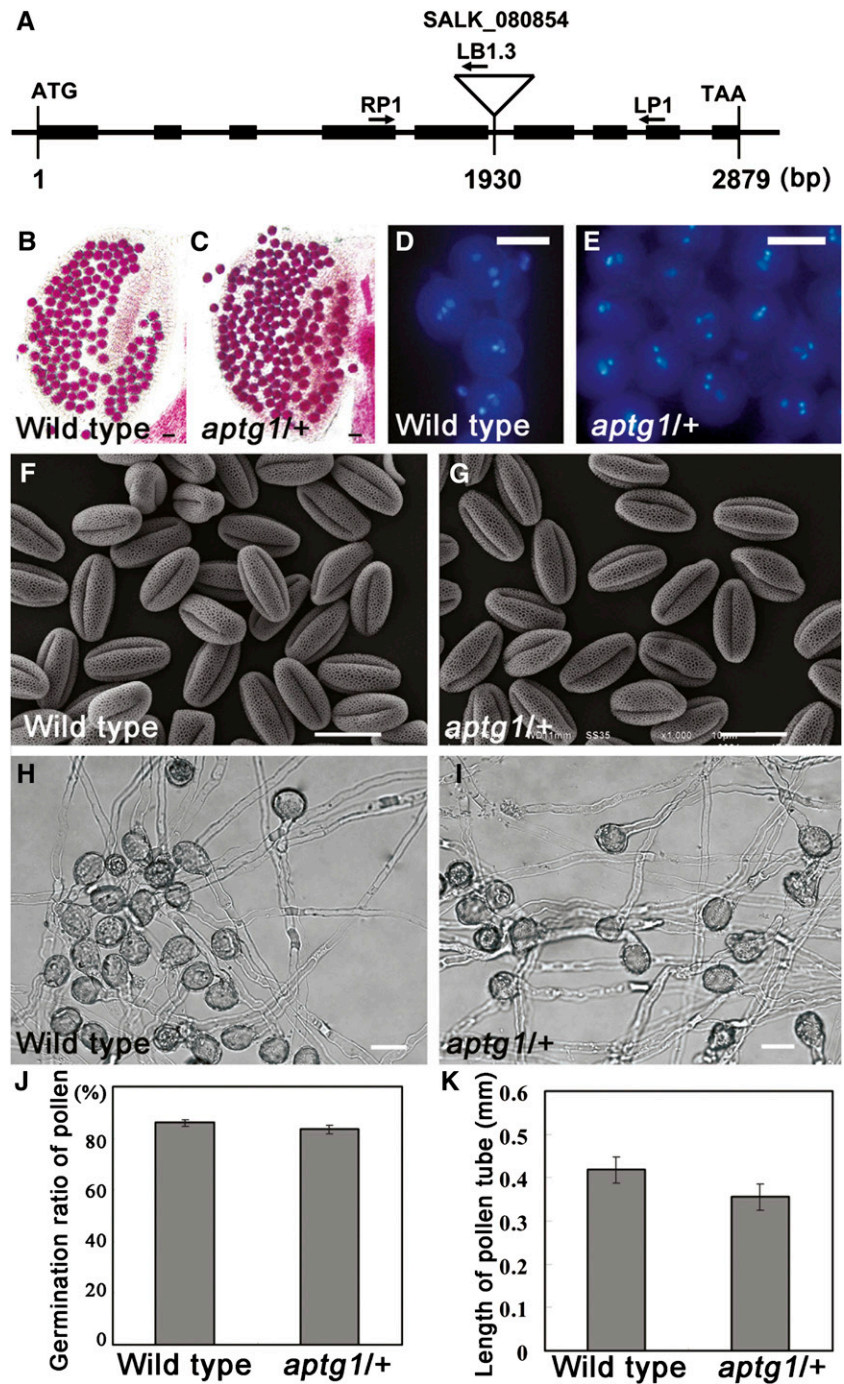 A
SALK_080854
LB1.3
ATG
RP1
LP1
TAA
1
1930
2879 (bp)
B
C
D
E
Wild type
aptg1/+
Wild type
aptg1/+
F
G
Wild type
aptg1/+
11mm SS35 x1,000 10μm
H
I
Wild type
aptg1/+
J
(%)
Germination ratio of pollen
80
60
40
20
0
Wild type
aptg1/+
K
Length of pollen tube (mm)
0.6
0.5
0.4
0.3
0.2
0.1
0
Wild type
aptg1/+